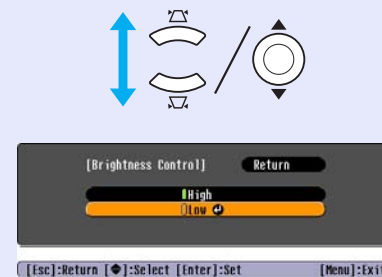 [Brightness Control] Return
High
Low
[Esc]:Return [◆]:Select [Enter]:Set [Menu]:Exit